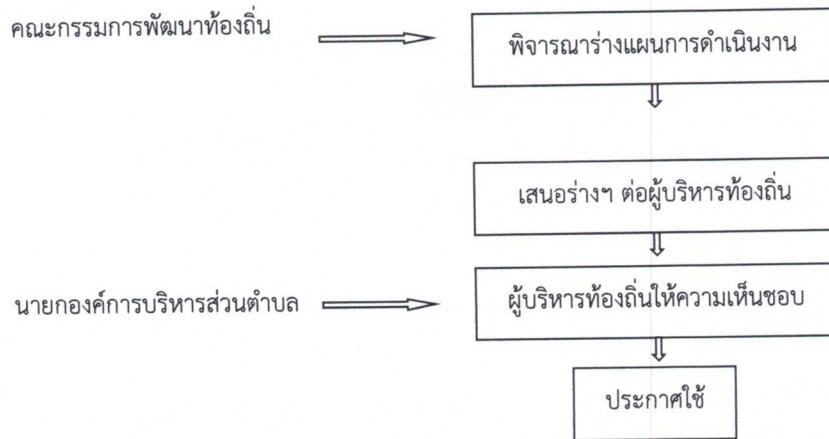 คณะกรรมการพัฒนาท้องถิ่น
พิจารณาร่างแผนการดำเนินงาน
เสนอร่างฯ ต่อผู้บริหารท้องถิ่น
นายกองค์การบริหารส่วนตำบล
ผู้บริหารท้องถิ่นให้ความเห็นชอบ
ประกาศใช้